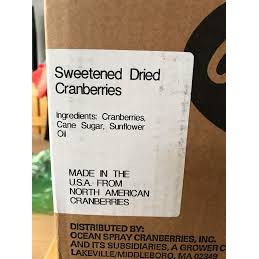 Sweetened Dried
Cranberries
Ingredients: Cranberries,
Cane Sugar, Sunflower
Oil
MADE IN THE
U.S.A. FROM
NORTH AMERICAN
CRANBERRIES
DISTRIBUTED BY:
OCEAN SPRAY CRANBERRIES, INC.
AND ITS SUBSIDIARIES, A GROWER C
LAKEVILLE/MIDDLEBORO, MA 02349